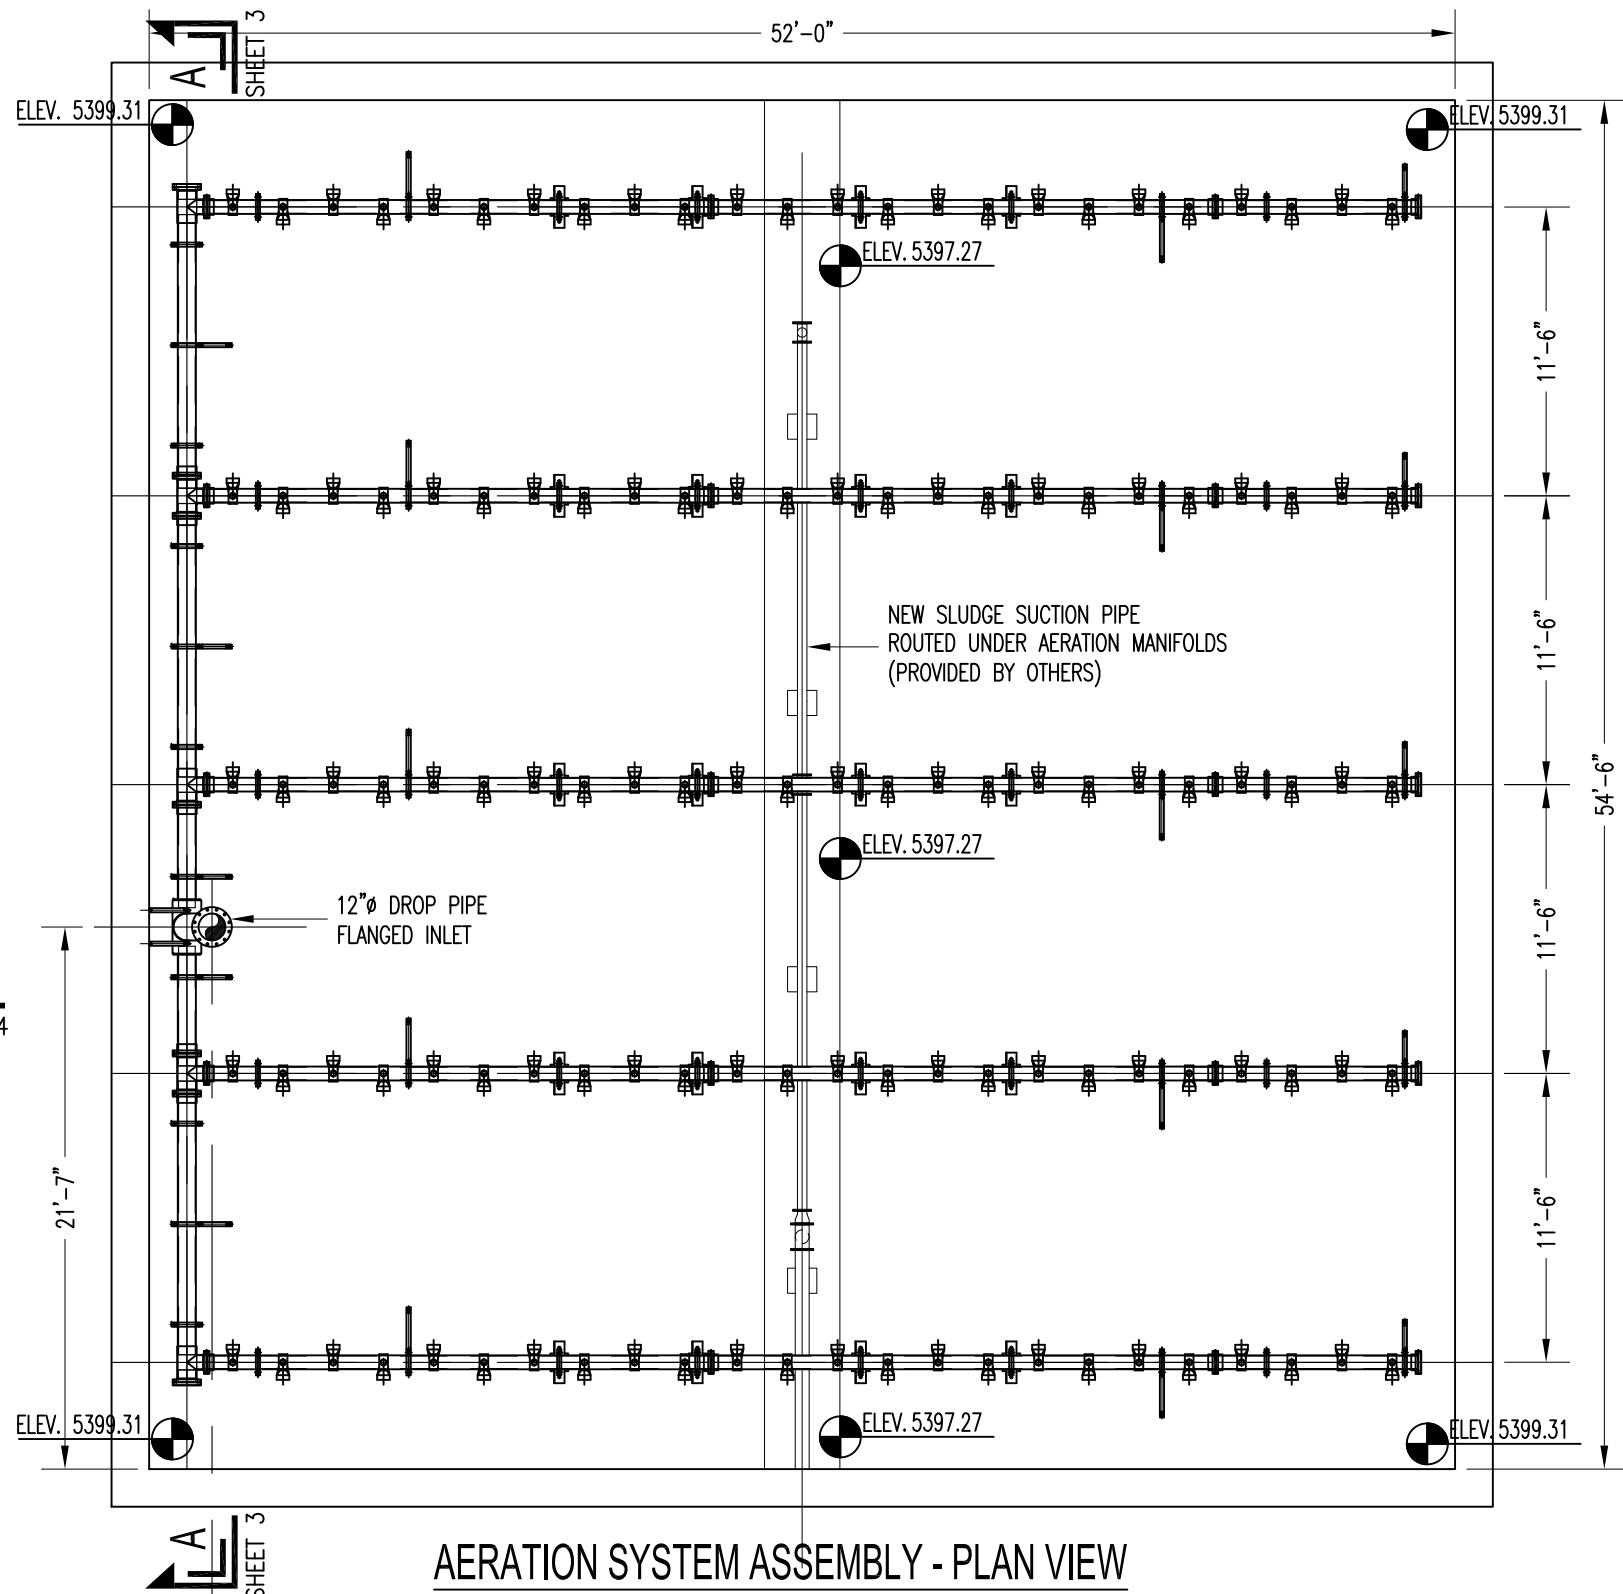 SHEET 3
A
52'-0"
ELEV. 5399.31
ELEV. 5399.31
ELEV. 5397.27
11'-6"
11'-6"
NEW SLUDGE SUCTION PIPE
ROUTED UNDER AERATION MANIFOLDS
(PROVIDED BY OTHERS)
54'-6"
ELEV. 5397.27
12"ø DROP PIPE
FLANGED INLET
11'-6"
4
21'-7"
11'-6"
ELEV. 5399.31
ELEV. 5397.27
ELEV. 5399.31
A
SHEET 3
AERATION SYSTEM ASSEMBLY - PLAN VIEW